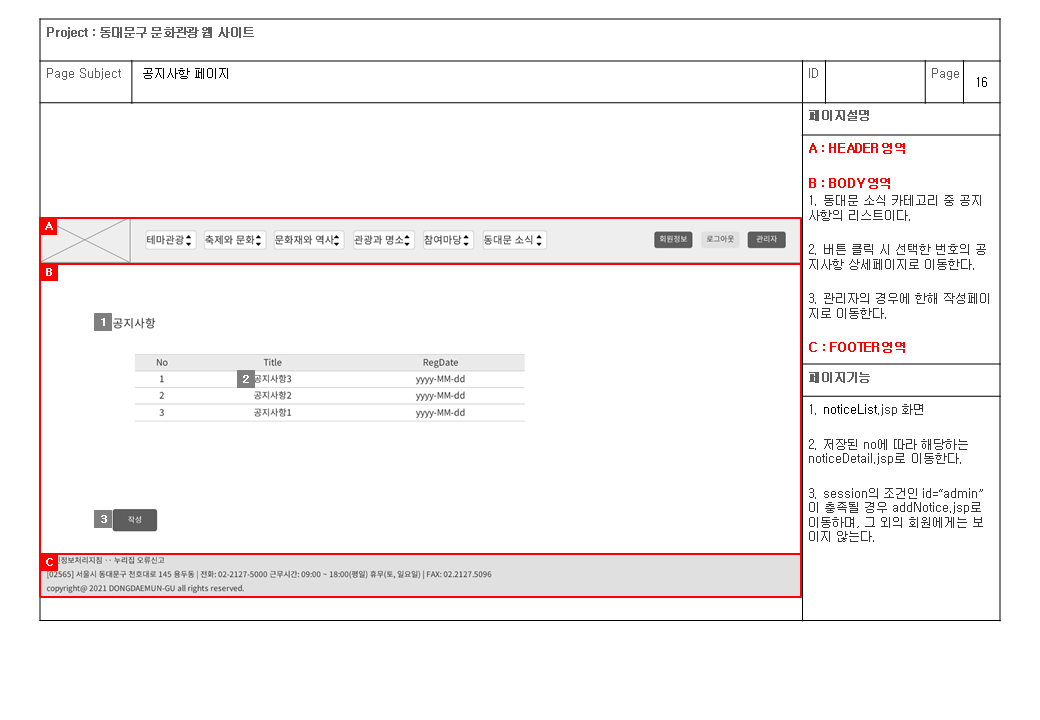 Project : 동대문구 문화관광 웹 사이트
Page Subject
공지사항 페이지
ID
Page
16
페이지설명
A : HEADER영역
B : BODY영역
1. 동대문 소식 카테고리 중 공지
사항의 리스트이다.
2. 버튼 클릭 시 선택한 번호의 공
지사항 상세페이지로 이동한다.
3. 관리자의 경우에 한해 작성페이
지로 이동한다.
C : FOOTER영역
페이지기능
1. noticeList.jsp 화면
2. 저장된 no에 따라 해당하는
noticeDetail.jsp로 이동한다.
3. session의 조건인 id=“admin”
이 충족될 경우 addNotice.jsp로
이동하며, 그 외의 회원에게는 보
이지 않는다.
A
테마관광 축제와 문화 문화재와 역사 관광과 명소 참여마당 동대문 소식
회원정보 로그아웃 관리자
B
1 공지사항
No Title RegDate
1 2 공지사항3 yyyy-MM-dd
2 공지사항2 yyyy-MM-dd
3 공지사항1 yyyy-MM-dd
3 작성
C 인정보처리지침 · · 누리집 오류신고
[02565] 서울시 동대문구 천호대로 145 용두동 | 전화: 02-2127-5000 근무시간: 09:00 ~ 18:00(평일) 휴무(토, 일요일) | FAX: 02.2127.5096
copyright@ 2021 DONGDAEMUN-GU all rights reserved.